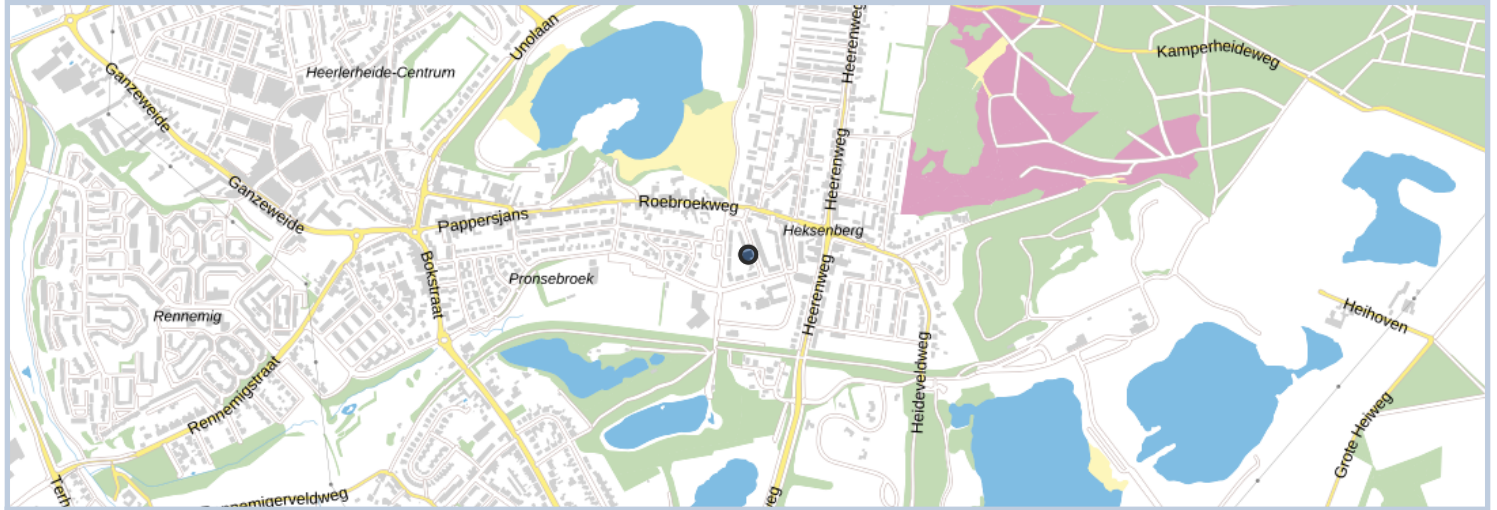 Heerenweg
Unolaan
Kamperheideweg
Ganzeweide
Heerlerheide-Centrum
Heerenweg
Ganzeweide
Roebroekweg
Pappersjans
Heksenberg
Bokstraat
Pronsebroek
Heerenweg
Rennemig
Heihoven
Rennemigstraat
Heideveldweg
Grote Heiweg